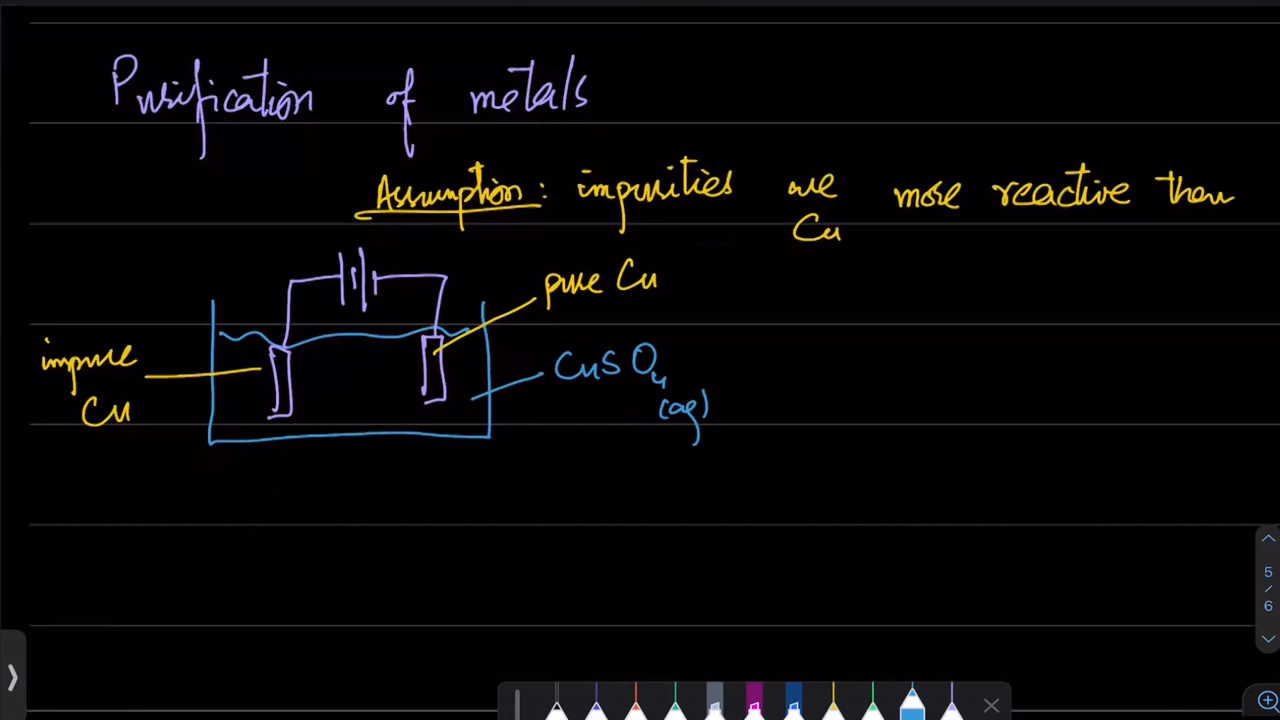 Purification of metals
Assumption: impurities are more reactive than
Cu
pure Cu
impure
Cu
CuSO4
(aq)
5
/
6